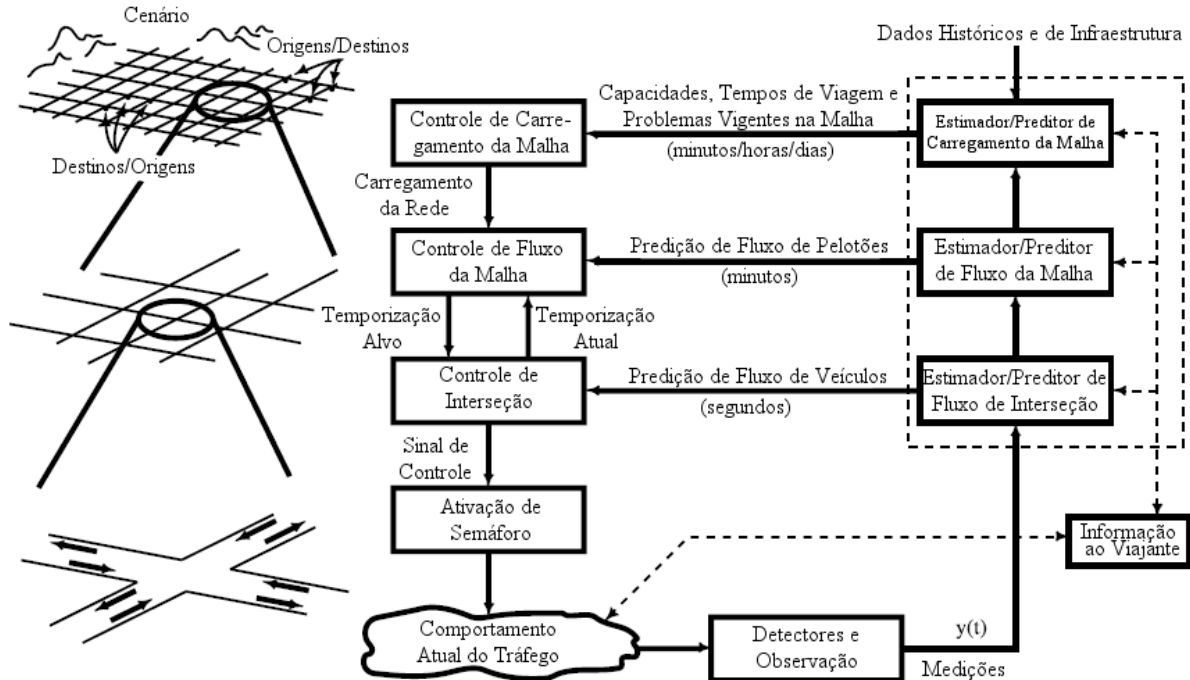 Cenário
Origens/Destinos
Destinos/Origens
Dados Históricos e de Infraestrutura
Controle de Carre-
gamento da Malha
Capacidades, Tempos de Viagem e
Problemas Vigentes na Malha
(minutos/horas/dias)
Estimador/Preditor de
Carregamento da Malha
Carregamento
da Rede
Controle de Fluxo
da Malha
Predição de Fluxo de Pelotões
(minutos)
Estimador/Preditor
de Fluxo da Malha
Temporização
Alvo
Temporização
Atual
Controle de
Interseção
Predição de Fluxo de Veículos
(segundos)
Estimador/Preditor de
Fluxo de Interseção
Sinal de
Controle
Ativação de
Semáforo
Informação
ao Viajante
Comportamento
Atual do Tráfego
Detectores e
Observação
y(t)
Medições